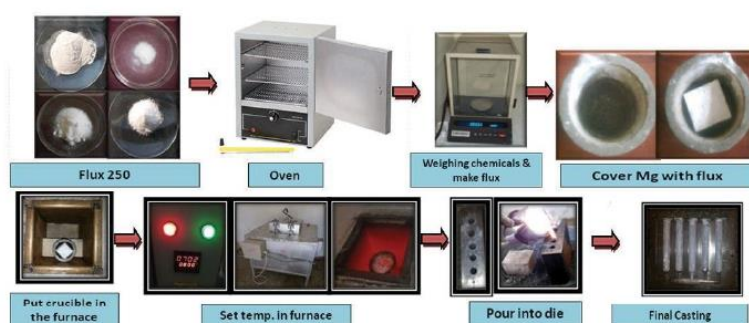 Flux 250
Oven
Weighing chemicals &
make flux
Cover Mg with flux
Put crucible in
the furnace
Set temp. in furnace
Pour into die
Final Casting